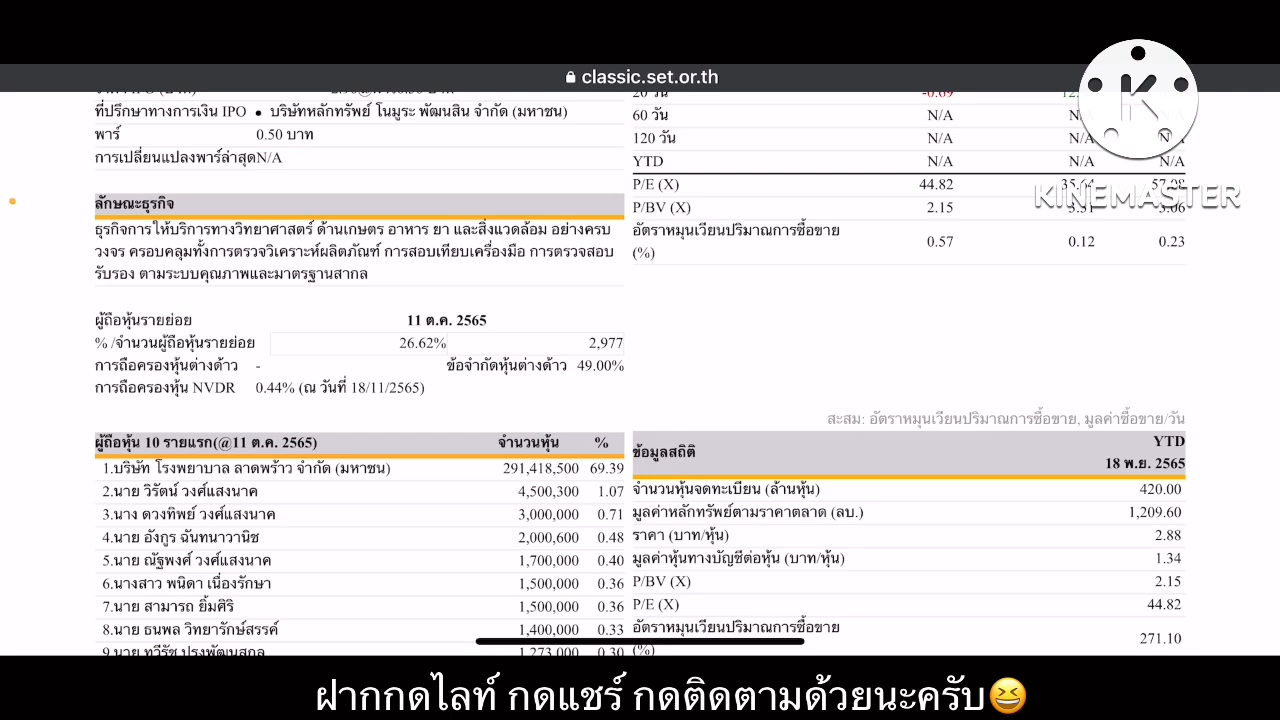 classic.set.or.th
ที่ปรึกษาทางการเงิน IPO • บริษัทหลักทรัพย์ โนมูระ พัฒนสิน จำกัด (มหาชน)
พาร์ 0.50 บาท
การเปลี่ยนแปลงพาร์ล่าสุด N/A
ลักษณะธุรกิจ
ธุรกิจการให้บริการทางวิทยาศาสตร์ ด้านเกษตร อาหาร ยา และสิ่งแวดล้อม อย่างครบ
วงจร ครอบคลุมทั้งการตรวจวิเคราะห์ผลิตภัณฑ์ การสอบเทียบเครื่องมือ การตรวจสอบ
รับรอง ตามระบบคุณภาพและมาตรฐานสากล
ผู้ถือหุ้นรายย่อย 11 ต.ค. 2565
% /จำนวนผู้ถือหุ้นรายย่อย 26.62% 2,977
การถือครองหุ้นต่างด้าว - ข้อจำกัดหุ้นต่างด้าว 49.00%
การถือครองหุ้น NVDR 0.44% (ณ วันที่ 18/11/2565)
ผู้ถือหุ้น 10 รายแรก(@11 ต.ค. 2565) จำนวนหุ้น %
1.บริษัท โรงพยาบาล ลาดพร้าว จำกัด (มหาชน) 291,418,500 69.39
2.นาย วิรัตน์ วงศ์แสงนาค 4,500,300 1.07
3.นาง ดวงทิพย์ วงศ์แสงนาค 3,000,000 0.71
4.นาย อังกูร ฉันทนาวานิช 2,000,600 0.48
5.นาย ณัฐพงศ์ วงศ์แสงนาค 1,700,000 0.40
6.นางสาว พนิดา เนื่องรักษา 1,500,000 0.36
7.นาย สามารถ ยิ้มศิริ 1,500,000 0.36
8.นาย ธนพล วิทยารักษ์สรรค์ 1,400,000 0.33
9.นาย ทวีรัช ปรุงพัฒนสกุล 1,273,000 0.30
20 วัน -0.69
60 วัน N/A N/A N/A
120 วัน N/A N/A N/A
YTD N/A N/A N/A
P/E (X) 44.82 35.64 57.08
P/BV (X) 2.15 3.31 3.06
อัตราหมุนเวียนปริมาณการซื้อขาย
(%) 0.57 0.12 0.23
สะสม: อัตราหมุนเวียนปริมาณการซื้อขาย, มูลค่าซื้อขาย/วัน
ข้อมูลสถิติ YTD
18 พ.ย. 2565
จำนวนหุ้นจดทะเบียน (ล้านหุ้น) 420.00
มูลค่าหลักทรัพย์ตามราคาตลาด (ลบ.) 1,209.60
ราคา (บาท/หุ้น) 2.88
มูลค่าหุ้นทางบัญชีต่อหุ้น (บาท/หุ้น) 1.34
P/BV (X) 2.15
P/E (X) 44.82
อัตราหมุนเวียนปริมาณการซื้อขาย
(%) 271.10
KINEMASTER
ฝากกดไลท์ กดแชร์ กดติดตามด้วยนะครับ😆